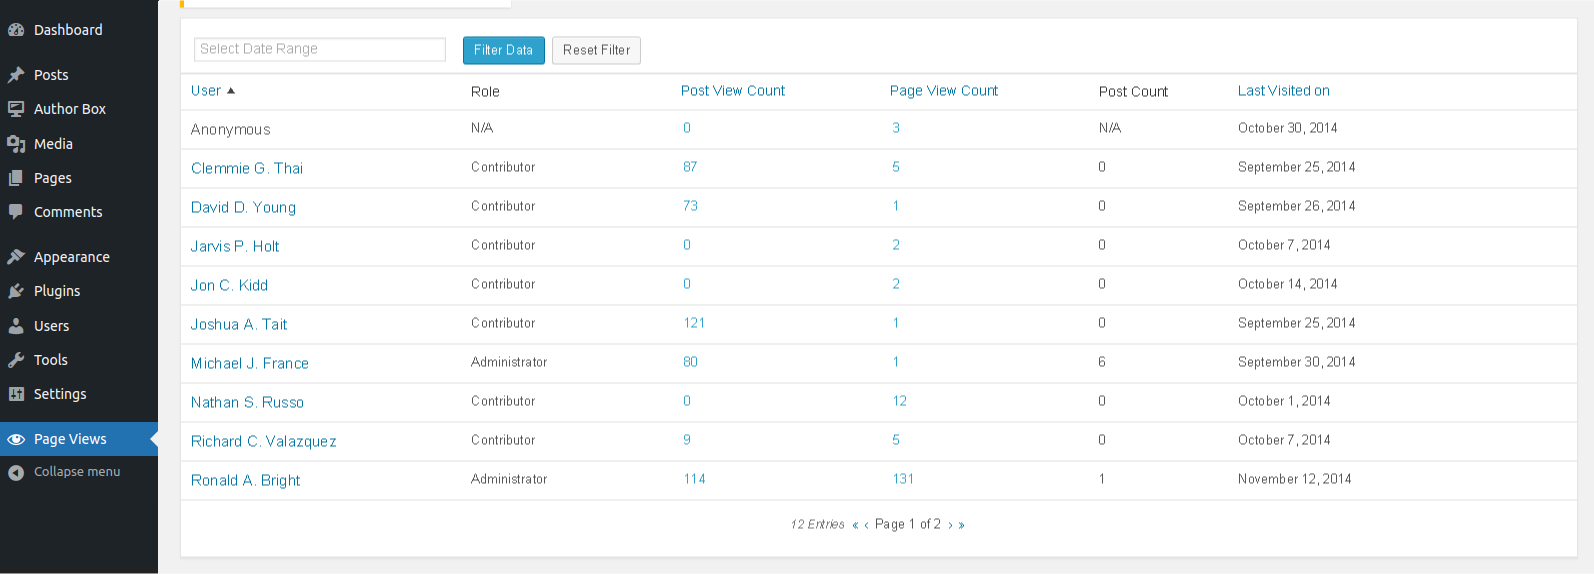 Dashboard
Posts
Author Box
Media
Pages
Comments
Appearance
Plugins
Users
Tools
Settings
Page Views
Collapse menu
Select Date Range Filter Data Reset Filter
User Role Post View Count Page View Count Post Count Last Visited on
Anonymous N/A 0 3 N/A October 30, 2014
Clemmie G. Thai Contributor 87 5 0 September 25, 2014
David D. Young Contributor 73 1 0 September 26, 2014
Jarvis P. Holt Contributor 0 2 0 October 7, 2014
Jon C. Kidd Contributor 0 2 0 October 14, 2014
Joshua A. Tait Contributor 121 1 0 September 25, 2014
Michael J. France Administrator 80 1 6 September 30, 2014
Nathan S. Russo Contributor 0 12 0 October 1, 2014
Richard C. Valazquez Contributor 9 5 0 October 7, 2014
Ronald A. Bright Administrator 114 131 1 November 12, 2014
12 Entries « ‹ Page 1 of 2 › »